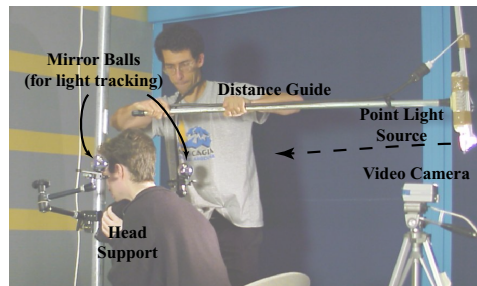 Mirror Balls
(for light tracking)
Distance Guide
Point Light
Source
Video Camera
Head
Support